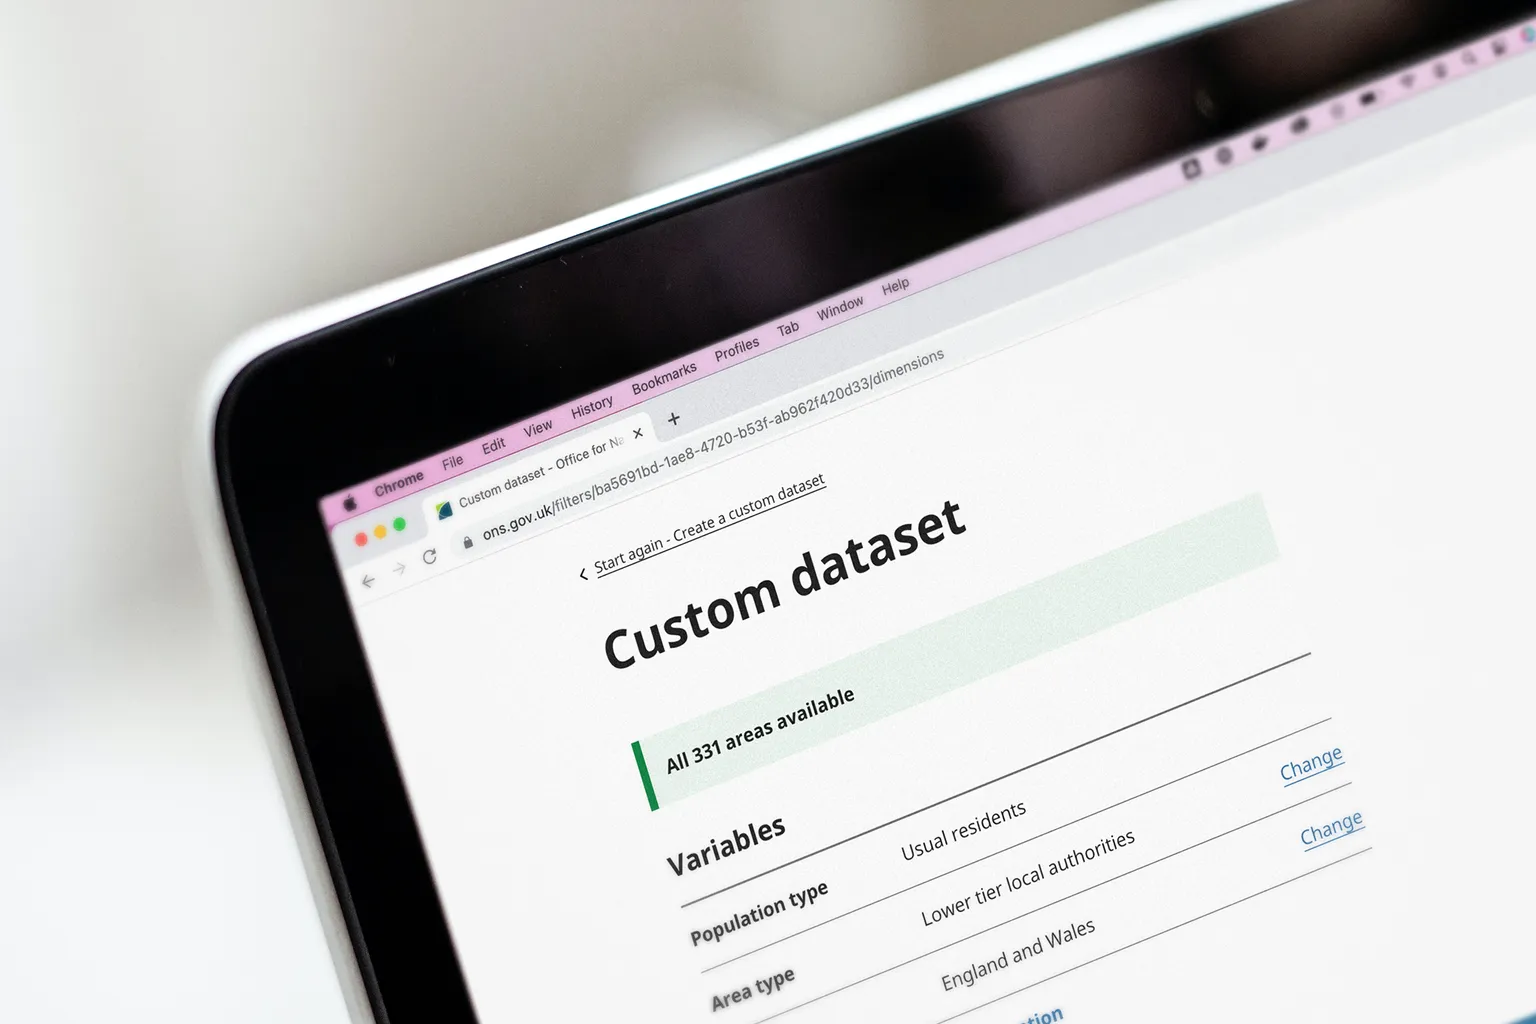 Chrome File Edit View History Bookmarks Profiles Tab Window Help
Custom dataset - Office for Na
ons.gov.uk/filters/ba5691bd-1ae8-4720-b53f-ab962f420d33/dimensions
Start again - Create a custom dataset
Custom dataset
All 331 areas available
Variables
Population type Usual residents
Area type Lower tier local authorities Change
England and Wales Change